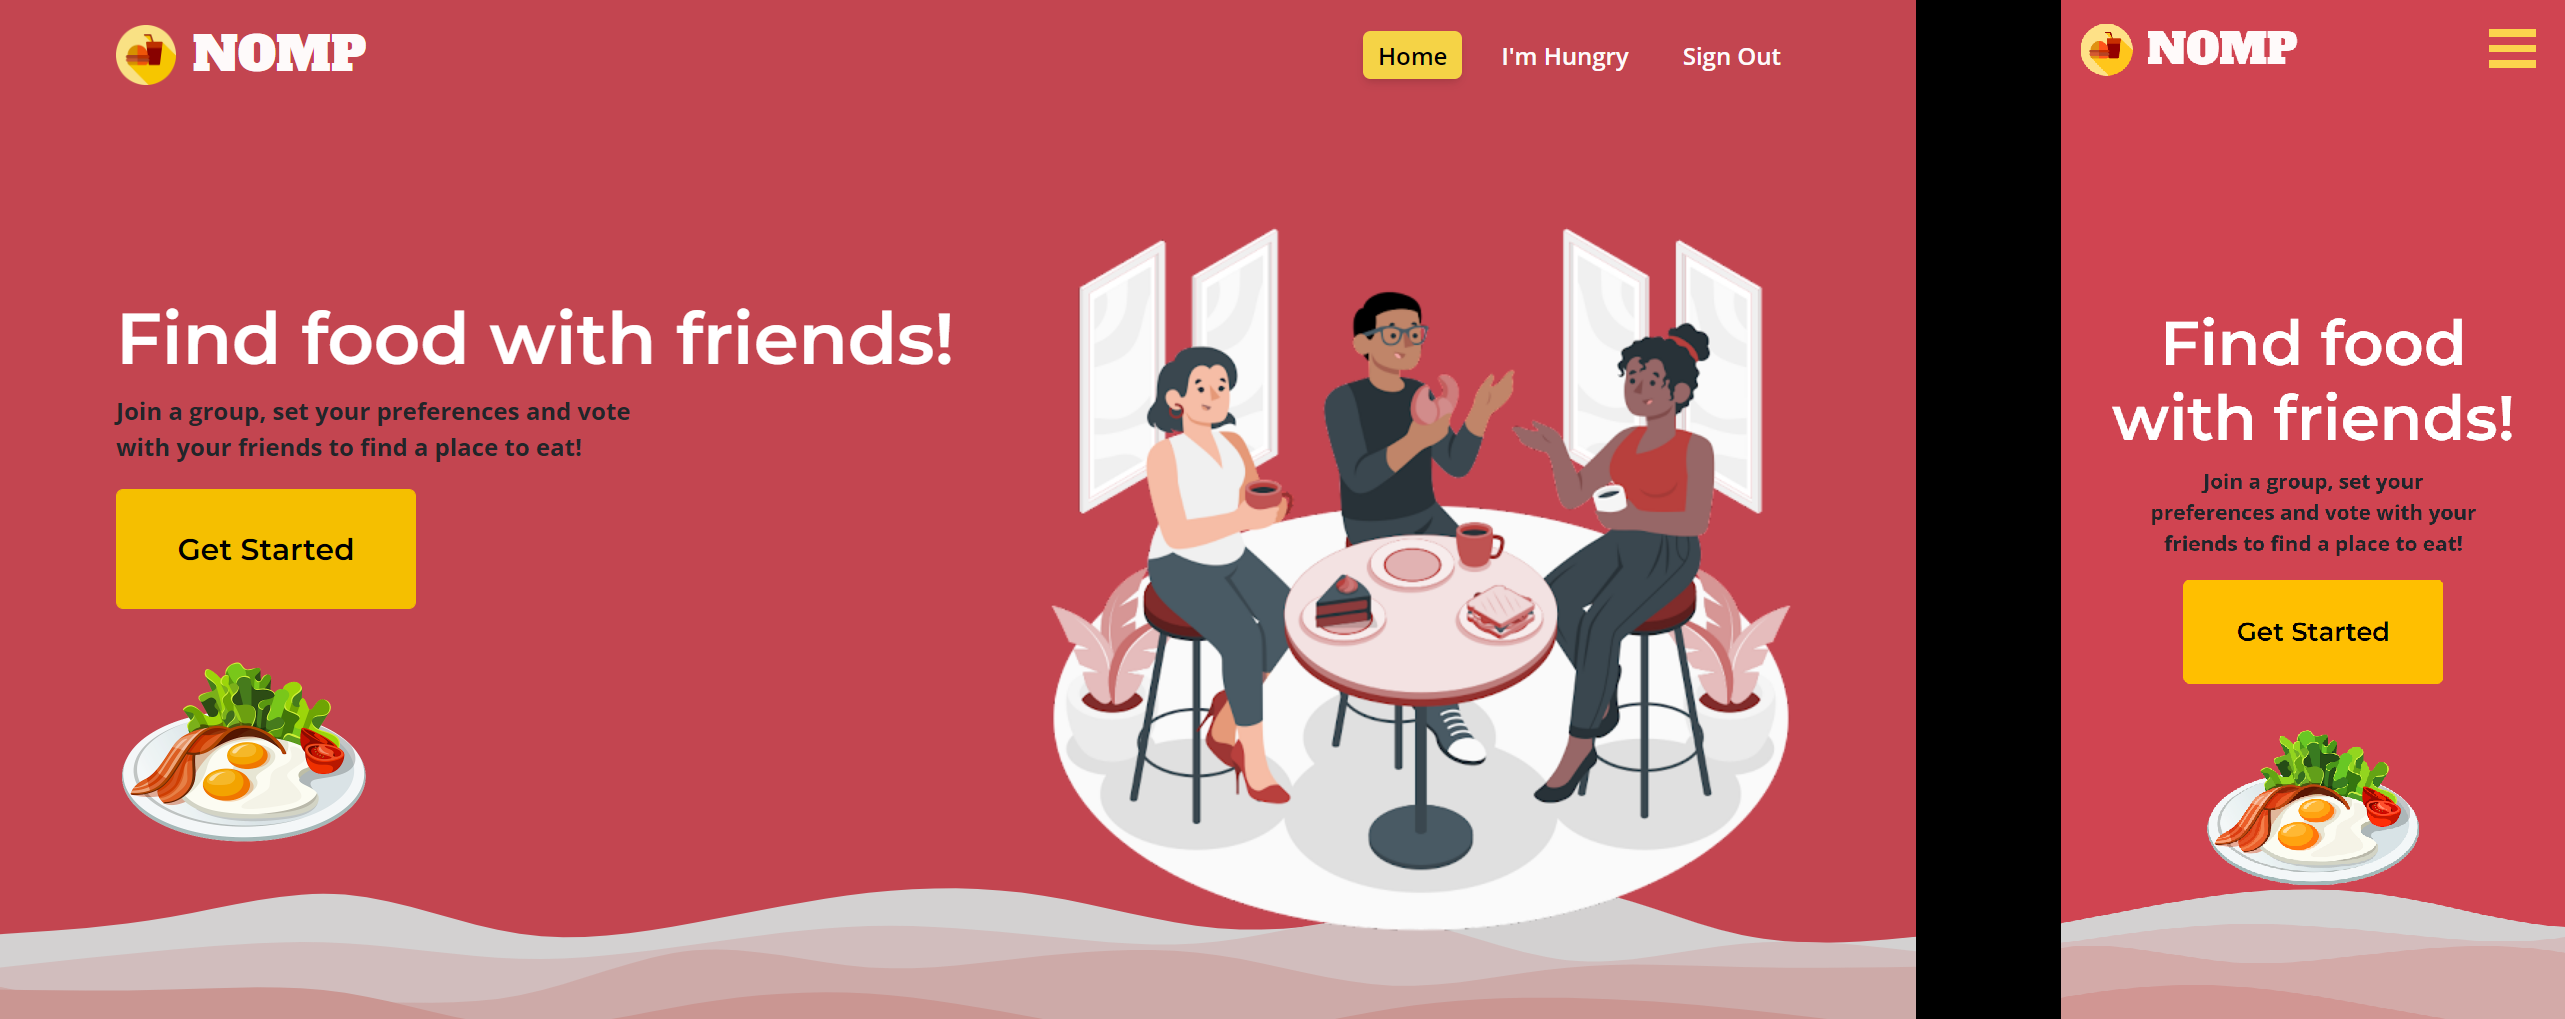 NOMP
Home
I'm Hungry
Sign Out
Find food with friends!
Join a group, set your preferences and vote
with your friends to find a place to eat!
Get Started
NOMP
Find food
with friends!
Join a group, set your
preferences and vote with your
friends to find a place to eat!
Get Started